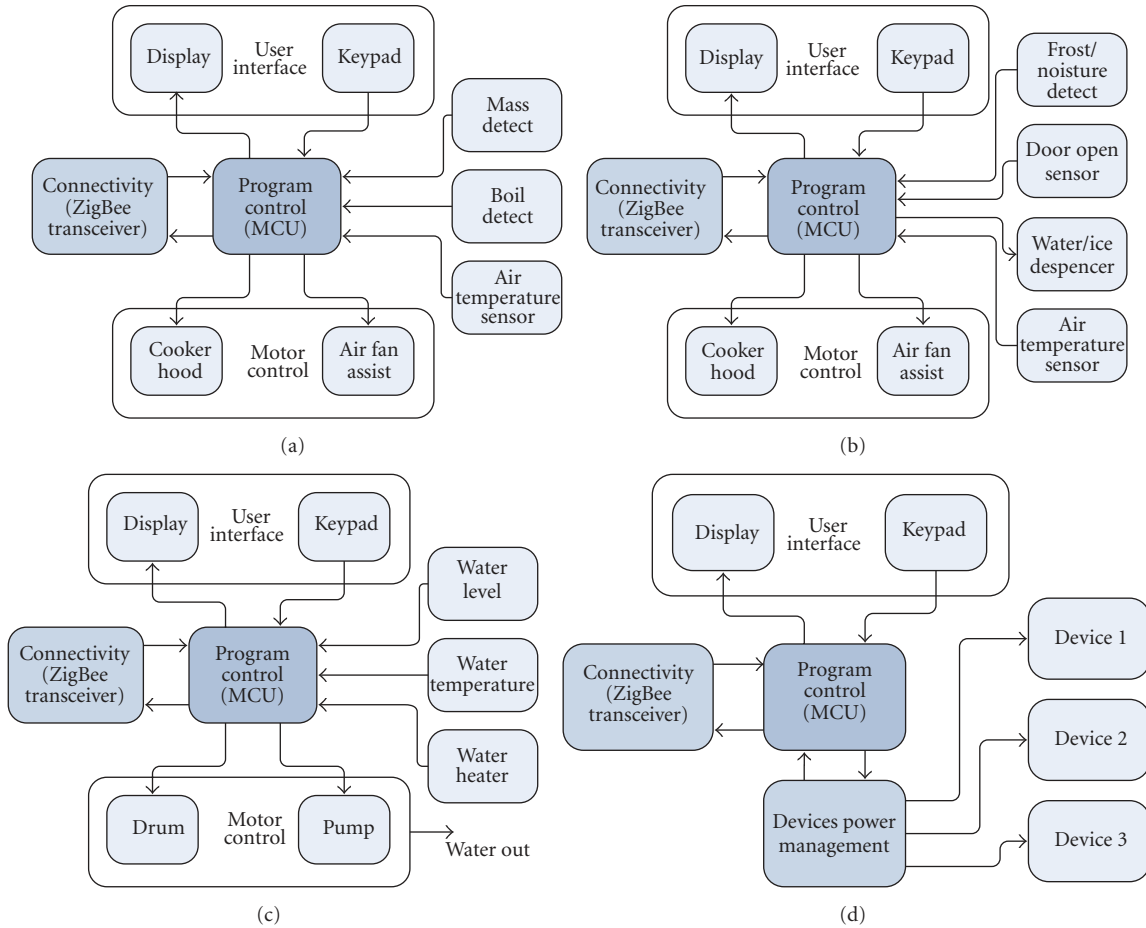 Display
User
interface
Keypad
Mass
detect
Connectivity
(ZigBee
transceiver)
Program
control
(MCU)
Boil
detect
Air
temperature
sensor
Cooker
hood
Motor
control
Air fan
assist
(a)
Display
User
interface
Keypad
Frost/
noisture
detect
Door open
sensor
Connectivity
(ZigBee
transceiver)
Program
control
(MCU)
Water/ice
despencer
Air
temperature
sensor
Cooker
hood
Motor
control
Air fan
assist
(b)
Display
User
interface
Keypad
Water
level
Connectivity
(ZigBee
transceiver)
Program
control
(MCU)
Water
temperature
Water
heater
Drum
Motor
control
Pump
Water out
(c)
Display
User
interface
Keypad
Connectivity
(ZigBee
transceiver)
Program
control
(MCU)
Device 1
Device 2
Devices power
management
Device 3
(d)